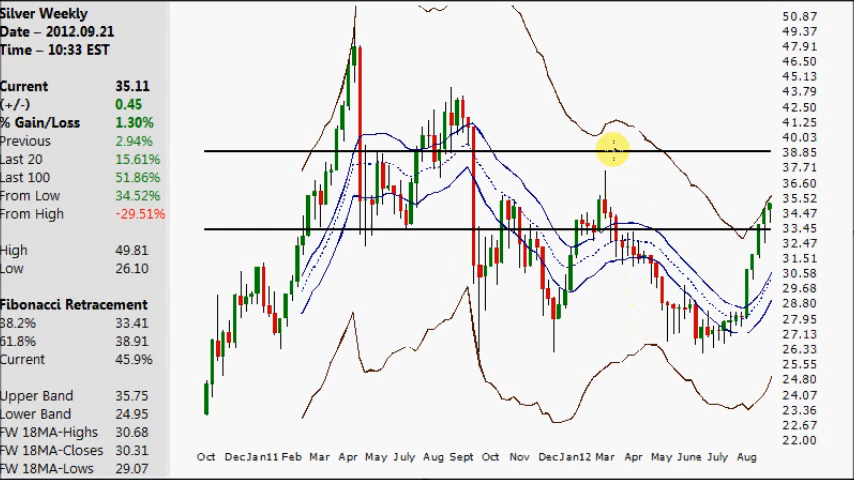 Silver Weekly
Date – 2012.09.21
Time – 10:33 EST
Current 35.11
(+/-) 0.45
% Gain/Loss 1.30%
Previous 2.94%
Last 20 15.61%
Last 100 51.86%
From Low 34.52%
From High -29.51%
High 49.81
Low 26.10
Fibonacci Retracement
38.2% 33.41
61.8% 38.91
Current 45.9%
Upper Band 35.75
Lower Band 24.95
FW 18MA-Highs 30.68
FW 18MA-Closes 30.31
FW 18MA-Lows 29.07
50.87
49.37
47.91
46.50
45.13
43.79
42.50
41.25
40.03
38.85
37.71
36.60
35.52
34.47
33.45
32.47
31.51
30.58
29.68
28.80
27.95
27.13
26.33
25.55
24.80
24.07
23.36
22.67
22.00
Oct Dec Jan11 Feb Mar Apr May July Aug Sept Oct Nov Dec Jan12 Mar Apr May June July Aug